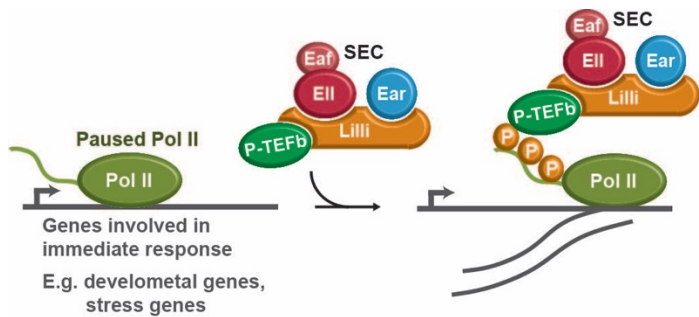 Paused Pol II
Pol II
Genes involved in
immediate response
E.g. develometal genes,
stress genes
SEC
Eaf
Ell
Ear
Lilli
P-TEFb
SEC
Eaf
Ell
Ear
Lilli
P-TEFb
P
P
P
Pol II